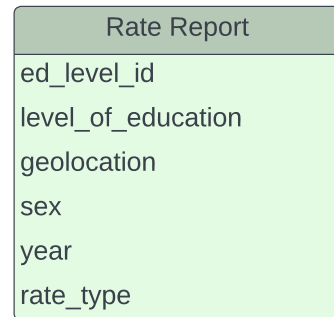 Rate Report
ed_level_id
level_of_education
geolocation
sex
year
rate_type